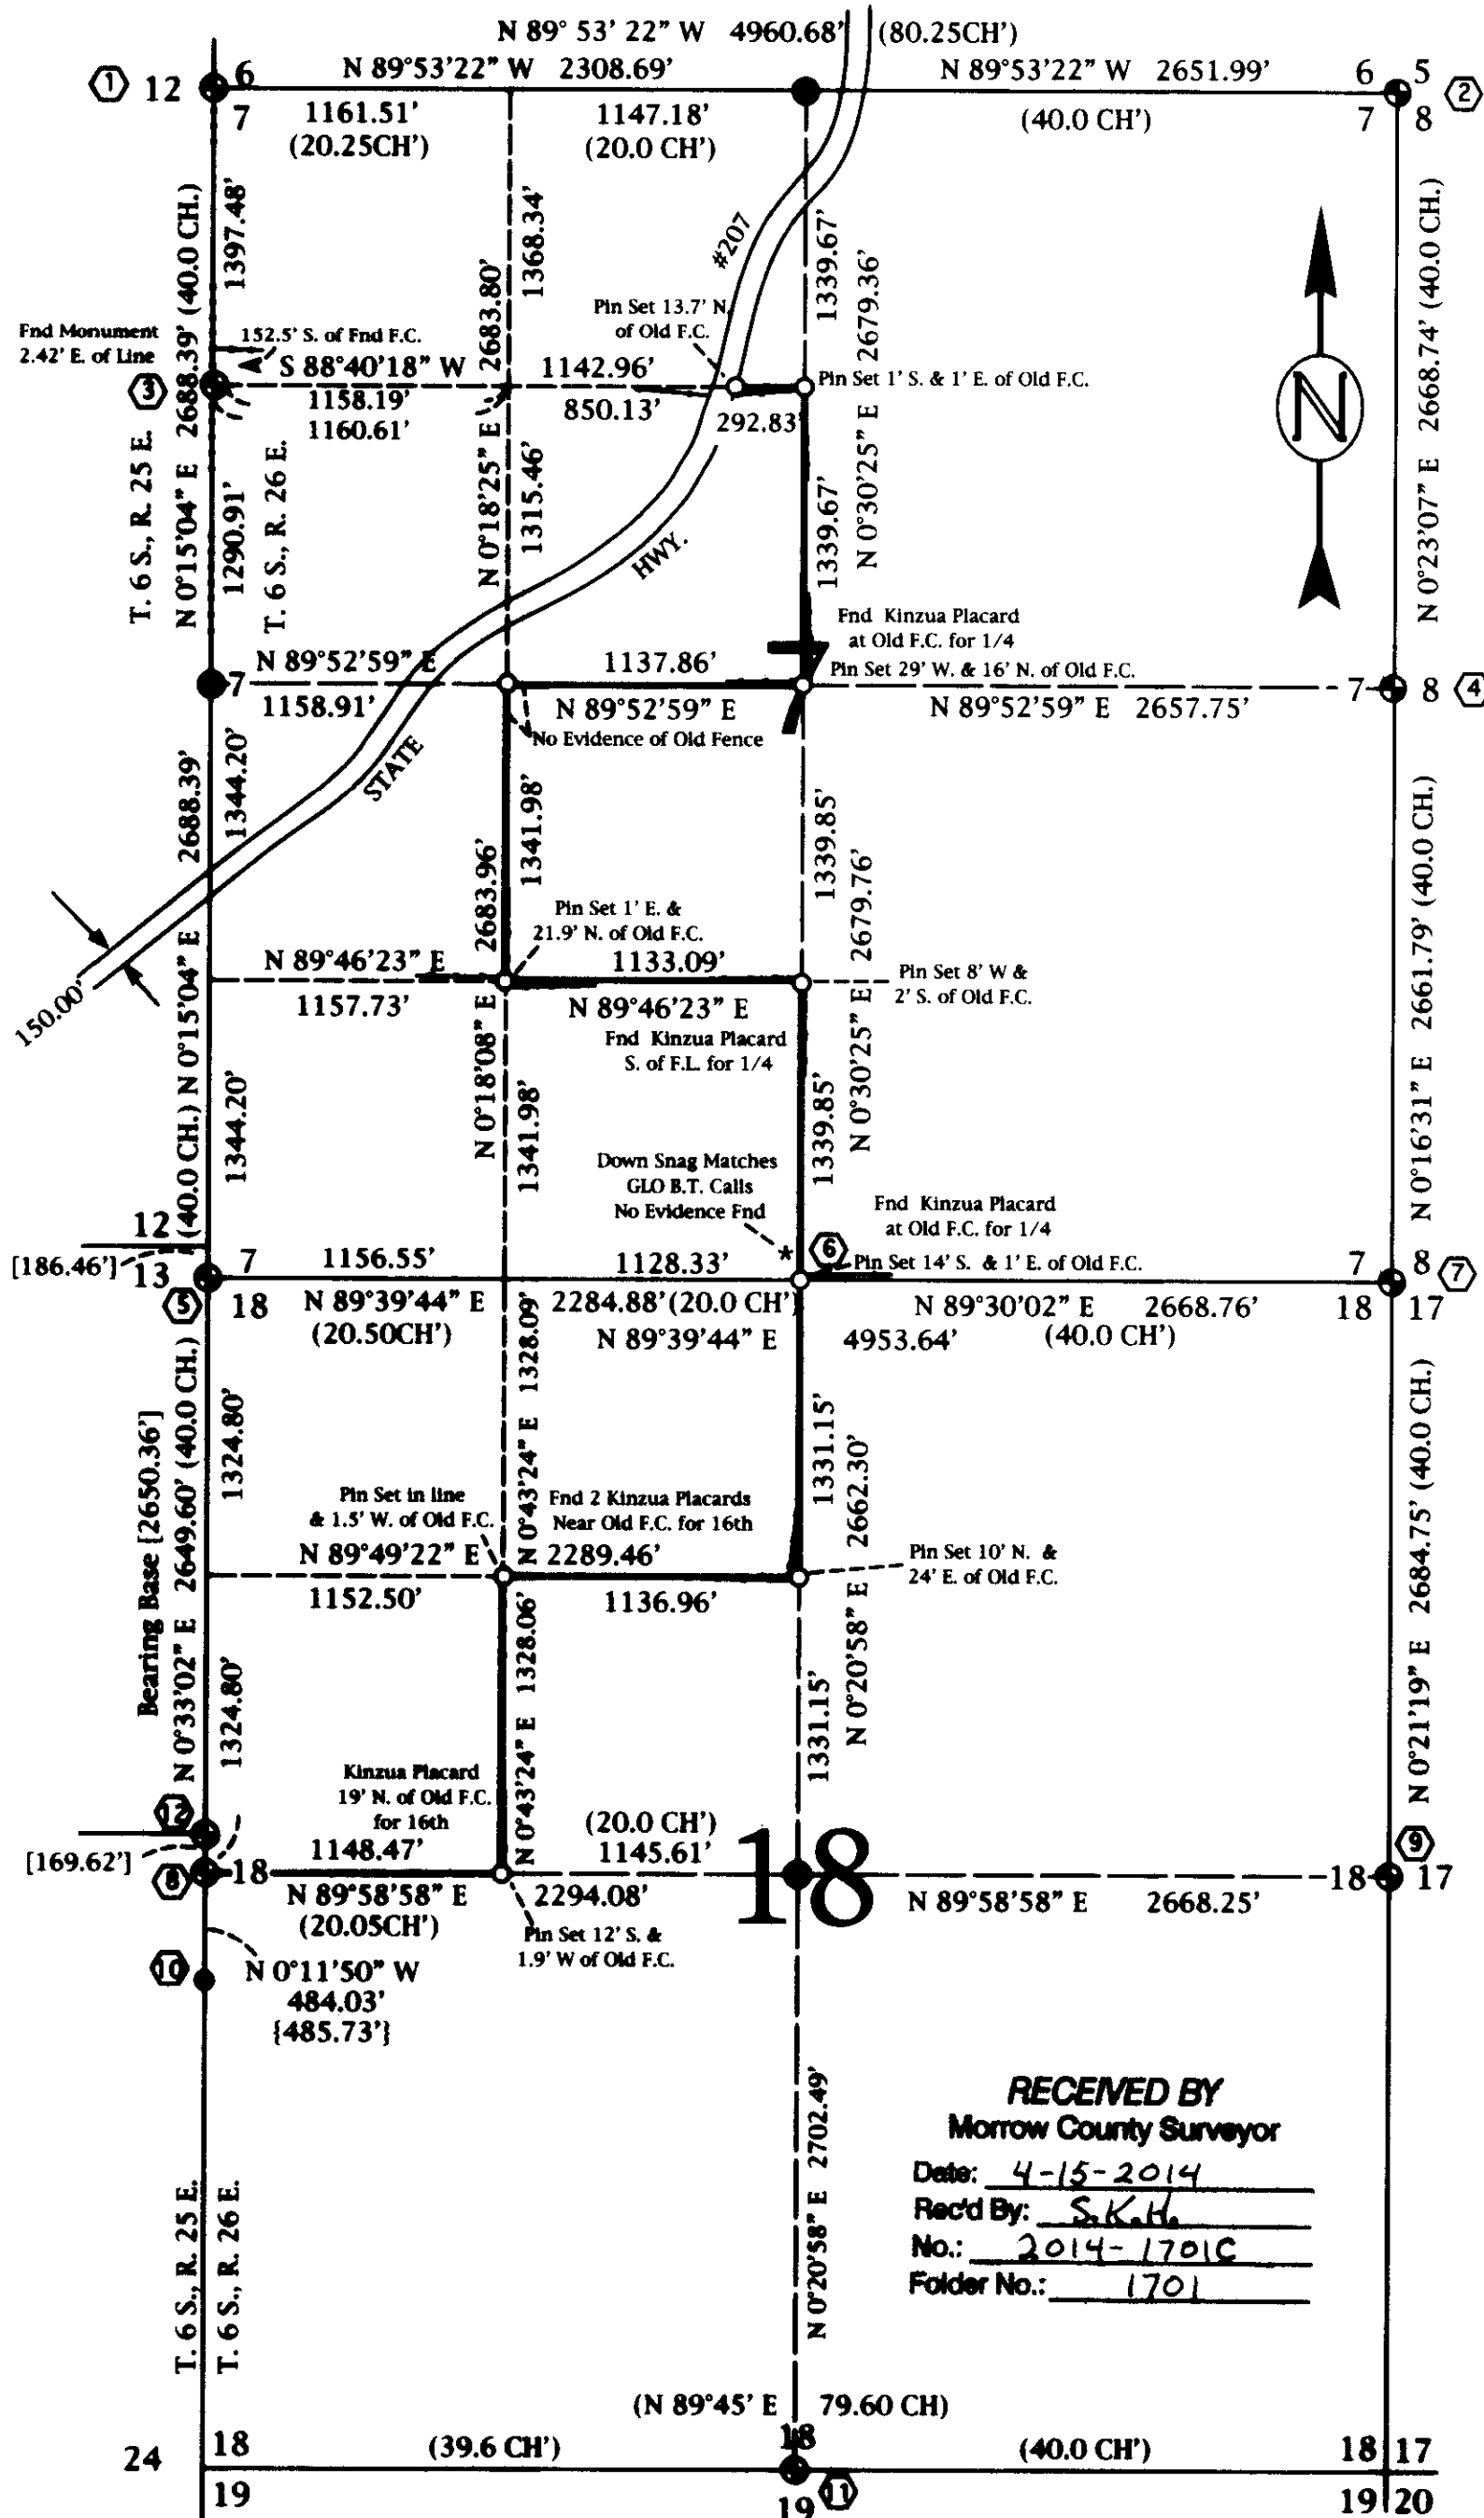 N 89° 53' 22" W 4960.68' (80.25CH')
N 89°53'22" W 2308.69'
N 89°53'22" W 2651.99'
1 12 6
7
6 5 2
7 8
1161.51'
(20.25CH')
1147.18'
(20.0 CH')
(40.0 CH')
1397.48'
1368.34'
N 0°15'04" E 2688.39' (40.0 CH.)
N 0°18'25" E 2683.80'
#207
1339.67'
N 0°30'25" E 2679.36'
N 0°23'07" E 2668.74' (40.0 CH.)
N
Fnd Monument
2.42' E. of Line
3
152.5' S. of Fnd F.C.
S 88°40'18" W
1158.19'
1160.61'
Pin Set 13.7' N.
of Old F.C.
1142.96'
850.13'
292.83'
Pin Set 1' S. & 1' E. of Old F.C.
T. 6 S., R. 25 E.
T. 6 S., R. 26 E.
1290.91'
1315.46'
1339.67'
HWY.
STATE
Fnd Kinzua Placard
at Old F.C. for 1/4
Pin Set 29' W. & 16' N. of Old F.C.
7
N 89°52'59" E
1158.91'
1137.86'
N 89°52'59" E
7
N 89°52'59" E 2657.75'
7 8 4
No Evidence of Old Fence
2688.39'
1344.20'
(40.0 CH.) N 0°15'04" E
150.00'
2683.96'
1341.98'
N 0°18'08" E
1339.85'
N 0°30'25" E 2679.76'
N 0°16'31" E 2661.79' (40.0 CH.)
Pin Set 1' E. &
21.9' N. of Old F.C.
N 89°46'23" E
1157.73'
1133.09'
N 89°46'23" E
Pin Set 8' W &
2' S. of Old F.C.
Fnd Kinzua Placard
S. of F.L. for 1/4
1344.20'
1341.98'
1339.85'
Down Snag Matches
GLO B.T. Calls
No Evidence Fnd
*
6
Fnd Kinzua Placard
at Old F.C. for 1/4
Pin Set 14' S. & 1' E. of Old F.C.
12
[186.46'] 13 7
5 18
1156.55'
1128.33'
7 8 7
18 17
N 89°39'44" E
(20.50CH')
2284.88'(20.0 CH')
N 89°39'44" E 4953.64'
N 89°30'02" E 2668.76'
(40.0 CH')
Bearing Base [2650.36']
N 0°33'02" E 2649.60' (40.0 CH.)
1324.80'
N 0°43'24" E 1328.09'
1331.15'
N 0°20'58" E 2662.30'
N 0°21'19" E 2684.75' (40.0 CH.)
Pin Set in line
& 1.5' W. of Old F.C.
Fnd 2 Kinzua Placards
Near Old F.C. for 16th
N 89°49'22" E 2289.46'
1152.50'
1136.96'
Pin Set 10' N. &
24' E. of Old F.C.
1324.80'
N 0°43'24" E 1328.06'
1331.15'
Kinzua Placard
19' N. of Old F.C.
for 16th
12
[169.62']
8 18
1148.47'
(20.0 CH')
1145.61'
18
9
18 17
N 89°58'58" E
(20.05CH')
2294.08'
N 89°58'58" E 2668.25'
Pin Set 12' S. &
1.9' W of Old F.C.
10
N 0°11'50" W
484.03'
{485.73'}
N 0°20'58" E 2702.49'
RECEIVED BY
Morrow County Surveyor
Date: 4-15-2014
Rec'd By: S.K.H.
No.: 2014-1701C
Folder No.: 1701
T. 6 S., R. 25 E.
T. 6 S., R. 26 E.
(N 89°45' E 79.60 CH)
24 18
19
(39.6 CH')
18
19 11
(40.0 CH')
18 17
19 20